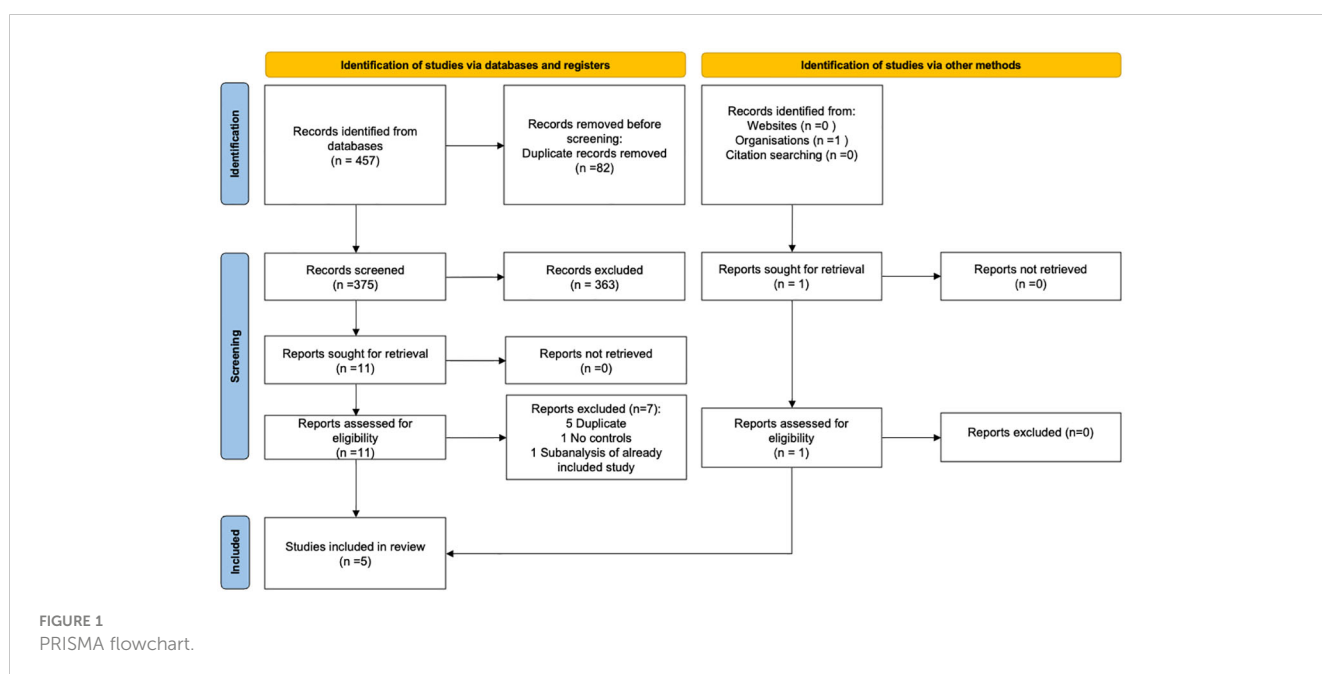 Identification of studies via databases and registers
Identification of studies via other methods
Identification
Records identified from
databases
(n = 457)
Records removed before
screening:
Duplicate records removed
(n =82)
Records identified from:
Websites (n =0 )
Organisations (n =1 )
Citation searching (n =0)
Screening
Records screened
(n =375)
Records excluded
(n = 363)
Reports sought for retrieval
(n = 1)
Reports not retrieved
(n =0)
Reports sought for retrieval
(n =11)
Reports not retrieved
(n =0)
Reports assessed for
eligibility
(n =11)
Reports excluded (n=7):
5 Duplicate
1 No controls
1 Subanalysis of already
included study
Reports assessed for
eligibility
(n = 1)
Reports excluded (n=0)
Included
Studies included in review
(n =5)
FIGURE 1
PRISMA flowchart.